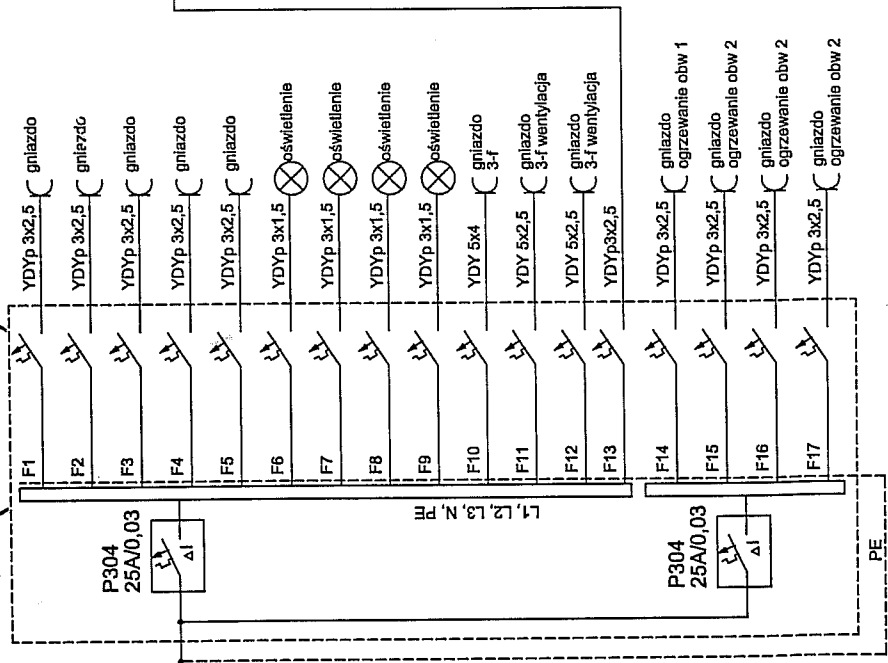 gniazdo
gniazdo
gniazdo
gniazdo
gniazdo
oświetlenie
oświetlenie
oświetlenie
oświetlenie
gniazdo
3-f
gniazdo
3-f wentylacja
gniazdo
3-f wentylacja
gniazdo
ogrzewanie obw 1
gniazdo
ogrzewanie obw 2
gniazdo
ogrzewanie obw 2
gniazdo
ogrzewanie obw 2
YDYp 3x2,5
YDYp 3x2,5
YDYp 3x2,5
YDYp 3x2,5
YDYp 3x2,5
YDYp 3x1,5
YDYp 3x1,5
YDYp 3x1,5
YDYp 3x1,5
YDY 5x4
YDY 5x2,5
YDY 5x2,5
YDYp3x2,5
YDYp 3x2,5
YDYp 3x2,5
YDYp 3x2,5
YDYp 3x2,5
F1
F2
F3
F4
F5
F6
F7
F8
F9
F10
F11
F12
F13
F14
F15
F16
F17
L1, L2, L3, N, PE
P304
25A/0,03
ΔI
P304
25A/0,03
ΔI
PE